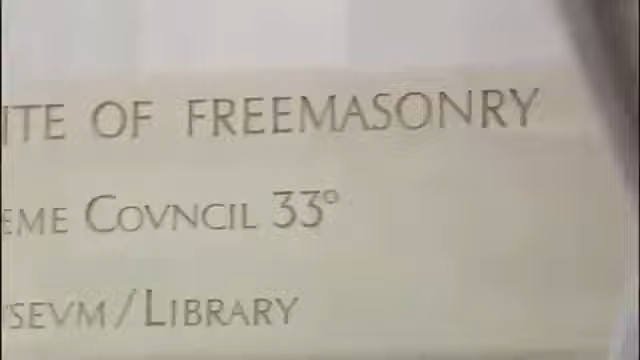 ITE OF FREEMASONRY
EME COVNCIL 33°
SEVM/LIBRARY